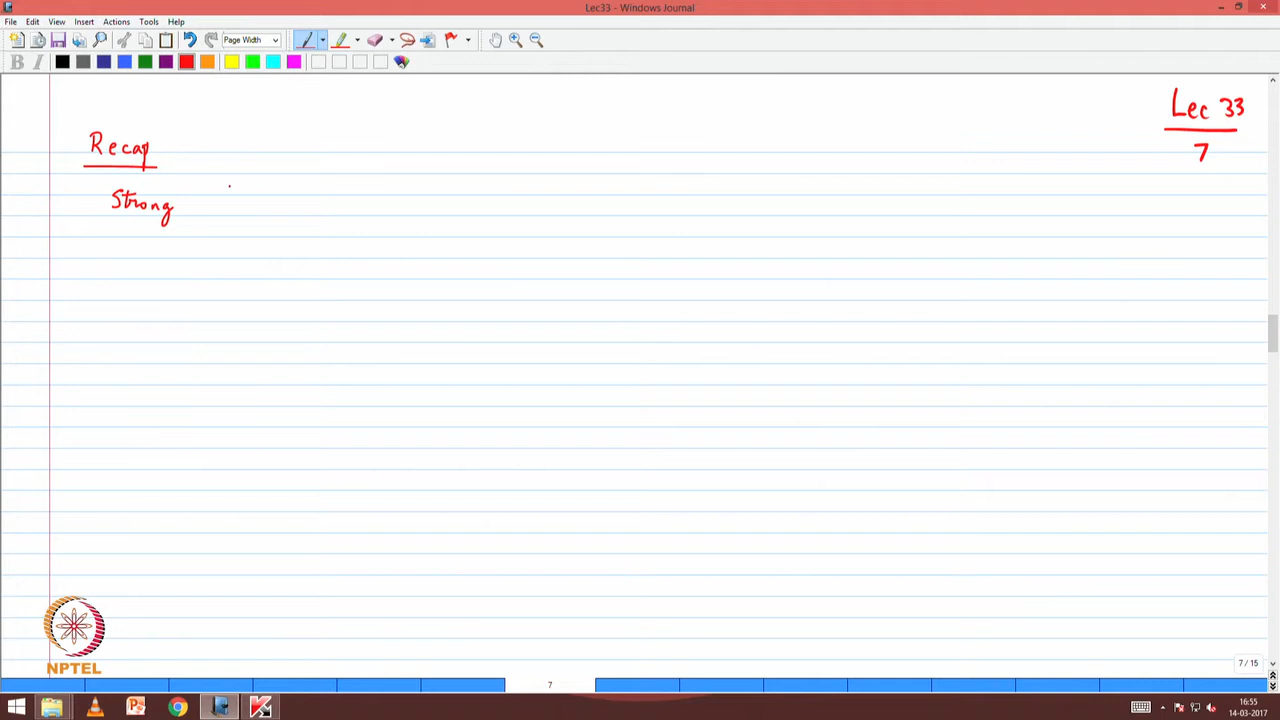 Lec33 - Windows Journal
File Edit View Insert Actions Tools Help
Page Width
B I
Lec 33
7
Recap
Strong
NPTEL
7 / 15
7
16:55
14-03-2017